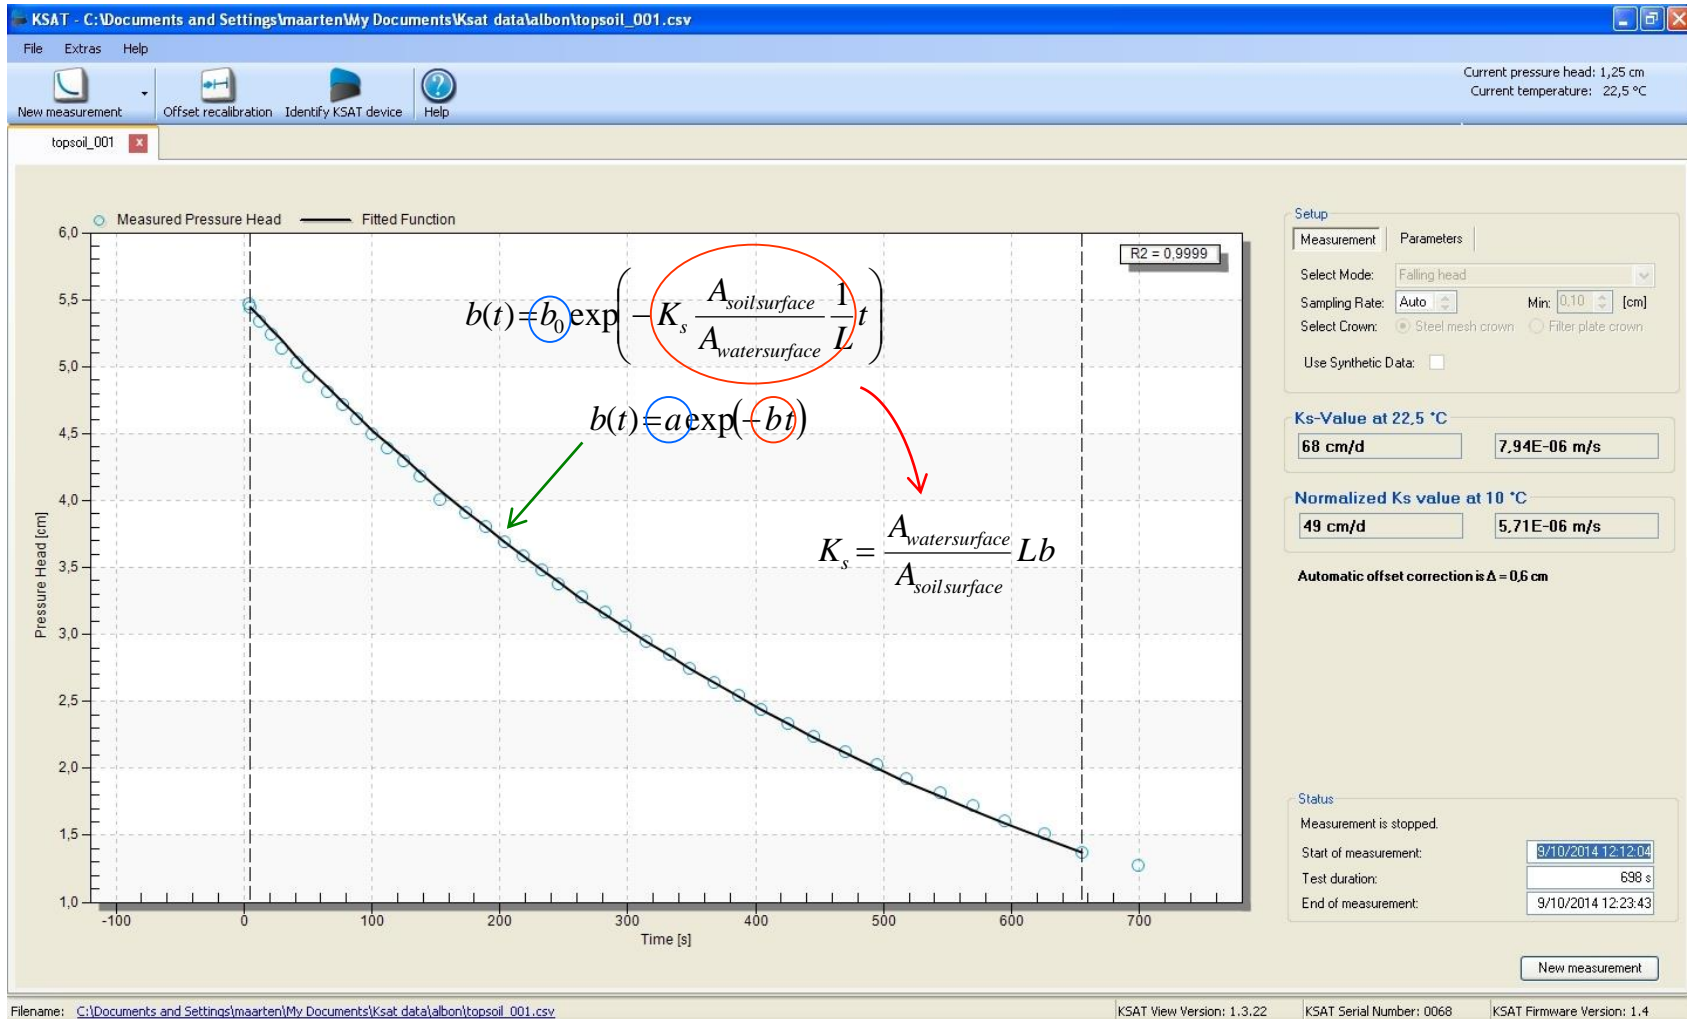 KSAT - C:\Documents and Settings\maarten\My Documents\Ksat data\albon\topsoil_001.csv
File Extras Help
New measurement Offset recalibration Identify KSAT device Help
Current pressure head: 1,25 cm
Current temperature: 22,5 °C
topsoil_001 x
Measured Pressure Head Fitted Function
R2 = 0,9999
b(t)=b₀exp(-Kₛ A_soilsurface/A_watersurface 1/L t)
b(t)=a exp(-bt)
Kₛ = A_watersurface/A_soilsurface Lb
6,0
5,5
5,0
4,5
4,0
3,5
3,0
2,5
2,0
1,5
1,0
Pressure Head [cm]
-100 0 100 200 300 400 500 600 700
Time [s]
Setup
Measurement Parameters
Select Mode: Falling head
Sampling Rate: Auto Min: 0,10 [cm]
Select Crown: Steel mesh crown Filter plate crown
Use Synthetic Data:
Ks-Value at 22,5 °C
68 cm/d 7,94E-06 m/s
Normalized Ks value at 10 °C
49 cm/d 5,71E-06 m/s
Automatic offset correction is Δ = 0,6 cm
Status
Measurement is stopped.
Start of measurement: 9/10/2014 12:12:04
Test duration: 698 s
End of measurement: 9/10/2014 12:23:43
New measurement
Filename: C:\Documents and Settings\maarten\My Documents\Ksat data\albon\topsoil_001.csv KSAT View Version: 1.3.22 KSAT Serial Number: 0068 KSAT Firmware Version: 1.4